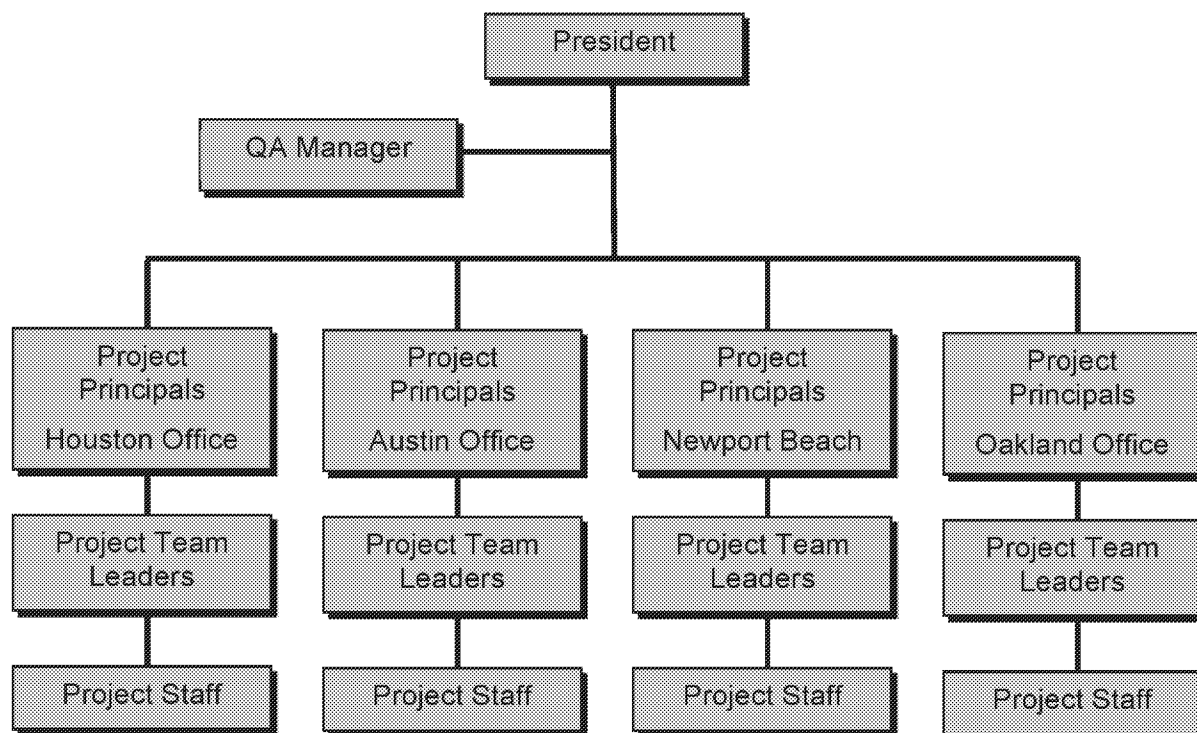 President
QA Manager
Project
Principals
Houston Office
Project
Principals
Austin Office
Project
Principals
Newport Beach
Project
Principals
Oakland Office
Project Team
Leaders
Project Team
Leaders
Project Team
Leaders
Project Team
Leaders
Project Staff
Project Staff
Project Staff
Project Staff